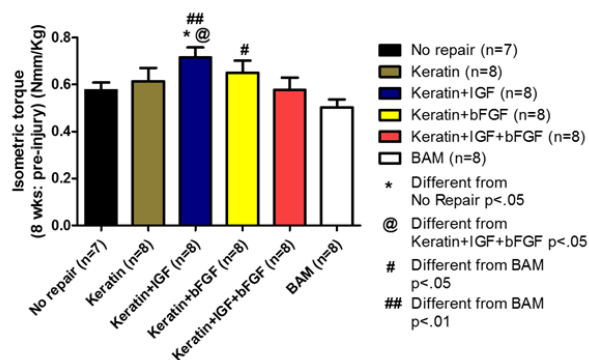 Isometric torque
(8 wks: pre-injury) (Nmm/Kg)
0.8
0.6
0.4
0.2
0.0
##
* @
#
No repair (n=7)
Keratin (n=8)
Keratin+IGF (n=8)
Keratin+bFGF (n=8)
Keratin+IGF+bFGF (n=8)
BAM (n=8)
No repair (n=7)
Keratin (n=8)
Keratin+IGF (n=8)
Keratin+bFGF (n=8)
Keratin+IGF+bFGF (n=8)
BAM (n=8)
* Different from
No Repair p<.05
@ Different from
Keratin+IGF+bFGF p<.05
# Different from BAM
p<.05
## Different from BAM
p<.01